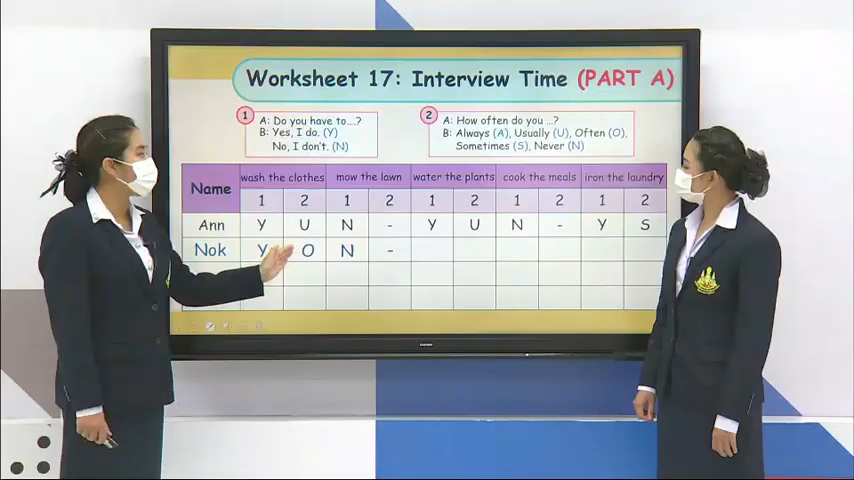 Worksheet 17: Interview Time (PART A)
1
A: Do you have to....?
B: Yes, I do. (Y)
No, I don't. (N)
2
A: How often do you ...?
B: Always (A), Usually (U), Often (O),
Sometimes (S), Never (N)
Name wash the clothes mow the lawn water the plants cook the meals iron the laundry
1 2 1 2 1 2 1 2 1 2
Ann Y U N - Y U N - Y S
Nok Y O N -